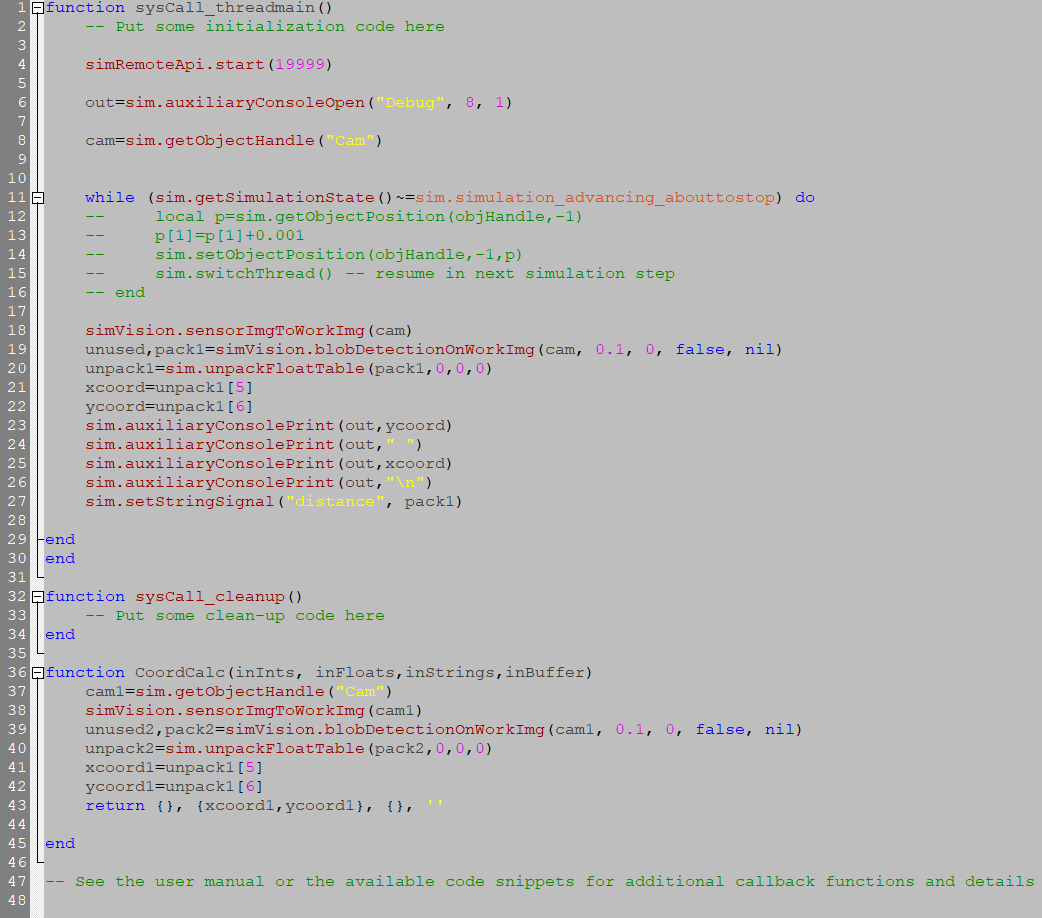 1 function sysCall_threadmain()
2 -- Put some initialization code here
3
4 simRemoteApi.start(19999)
5
6 out=sim.auxiliaryConsoleOpen("Debug", 8, 1)
7
8 cam=sim.getObjectHandle("Cam")
9
10
11 while (sim.getSimulationState()~=sim.simulation_advancing_abouttostop) do
12 -- local p=sim.getObjectPosition(objHandle,-1)
13 -- p[1]=p[1]+0.001
14 -- sim.setObjectPosition(objHandle,-1,p)
15 -- sim.switchThread() -- resume in next simulation step
16 -- end
17
18 simVision.sensorImgToWorkImg(cam)
19 unused,pack1=simVision.blobDetectionOnWorkImg(cam, 0.1, 0, false, nil)
20 unpack1=sim.unpackFloatTable(pack1,0,0,0)
21 xcoord=unpack1[5]
22 ycoord=unpack1[6]
23 sim.auxiliaryConsolePrint(out,ycoord)
24 sim.auxiliaryConsolePrint(out," ")
25 sim.auxiliaryConsolePrint(out,xcoord)
26 sim.auxiliaryConsolePrint(out,"\n")
27 sim.setStringSignal("distance", pack1)
28
29 end
30 end
31
32 function sysCall_cleanup()
33 -- Put some clean-up code here
34 end
35
36 function CoordCalc(inInts, inFloats,inStrings,inBuffer)
37 cam1=sim.getObjectHandle("Cam")
38 simVision.sensorImgToWorkImg(cam1)
39 unused2,pack2=simVision.blobDetectionOnWorkImg(cam1, 0.1, 0, false, nil)
40 unpack2=sim.unpackFloatTable(pack2,0,0,0)
41 xcoord1=unpack1[5]
42 ycoord1=unpack1[6]
43 return {}, {xcoord1,ycoord1}, {}, ''
44
45 end
46
47 -- See the user manual or the available code snippets for additional callback functions and details
48